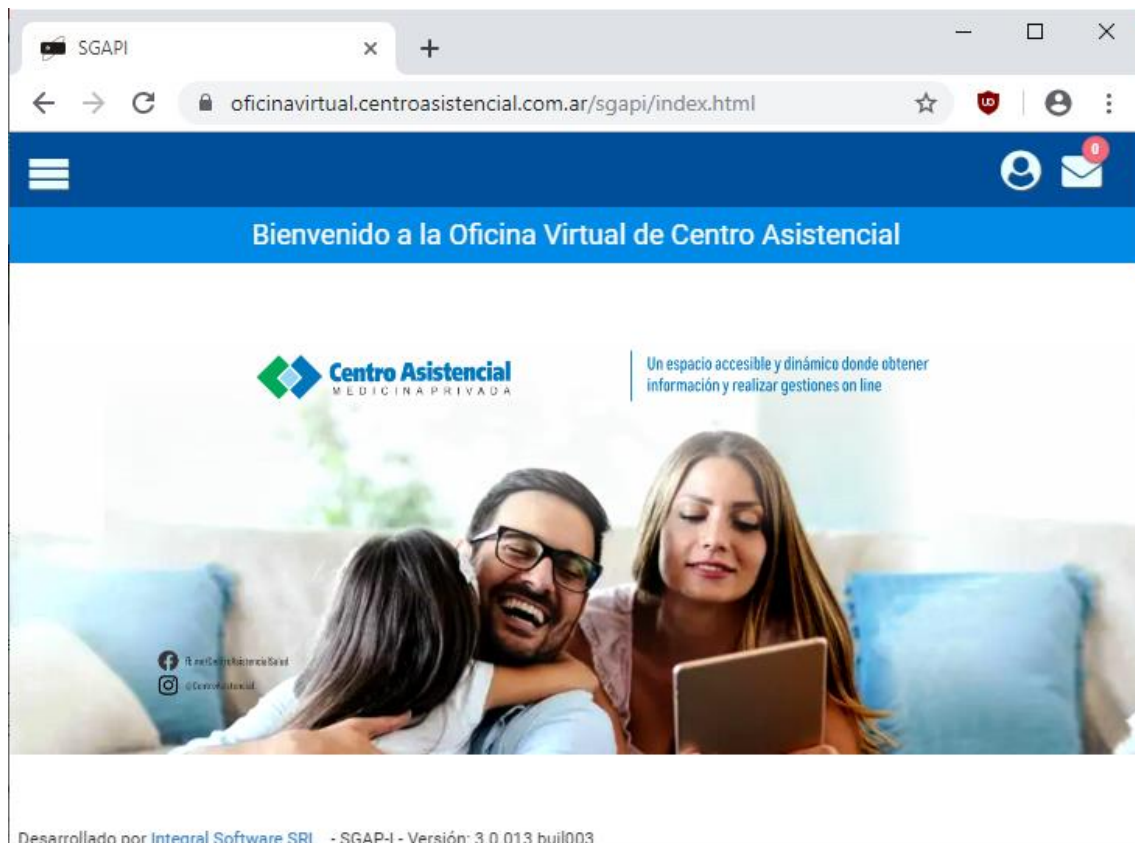 SGAPI
oficinavirtual.centroasistencial.com.ar/sgapi/index.html
0
Bienvenido a la Oficina Virtual de Centro Asistencial
Centro Asistencial
MEDICINA PRIVADA
Un espacio accesible y dinámico donde obtener
información y realizar gestiones on line
@CentroAsistencial
Desarrollado por Integral Software SRL - SGAP-I - Versión: 3.0.013 buil003